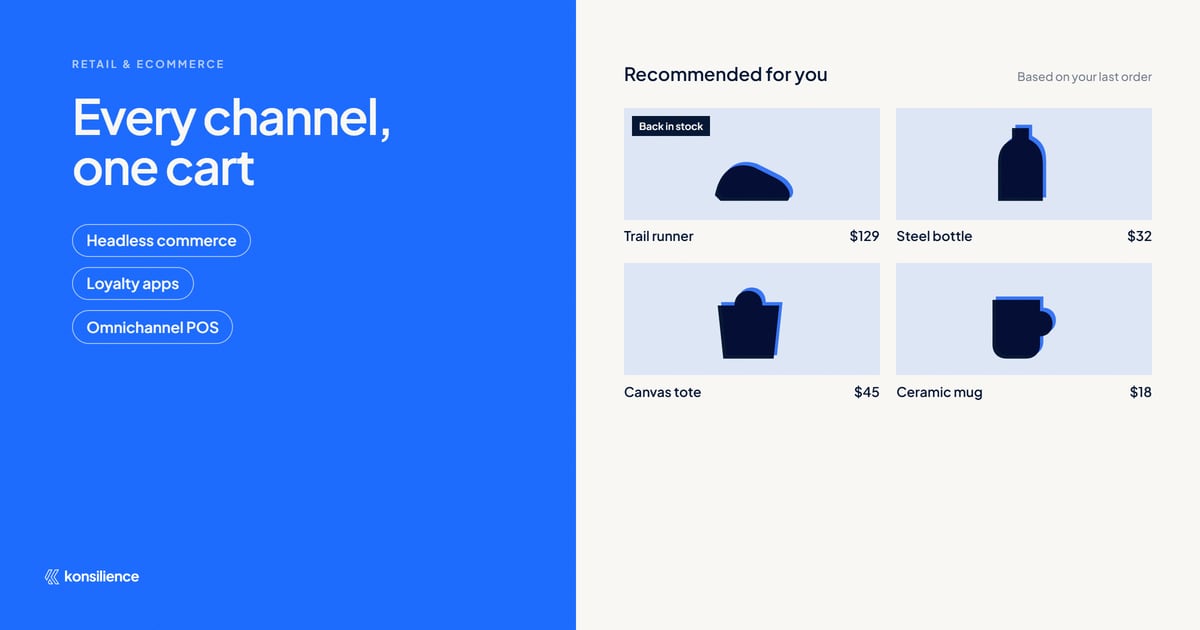 RETAIL & ECOMMERCE
Every channel,
one cart
Headless commerce
Loyalty apps
Omnichannel POS
konsilience
Recommended for you
Based on your last order
Back in stock
Trail runner
$129
Steel bottle
$32
Canvas tote
$45
Ceramic mug
$18